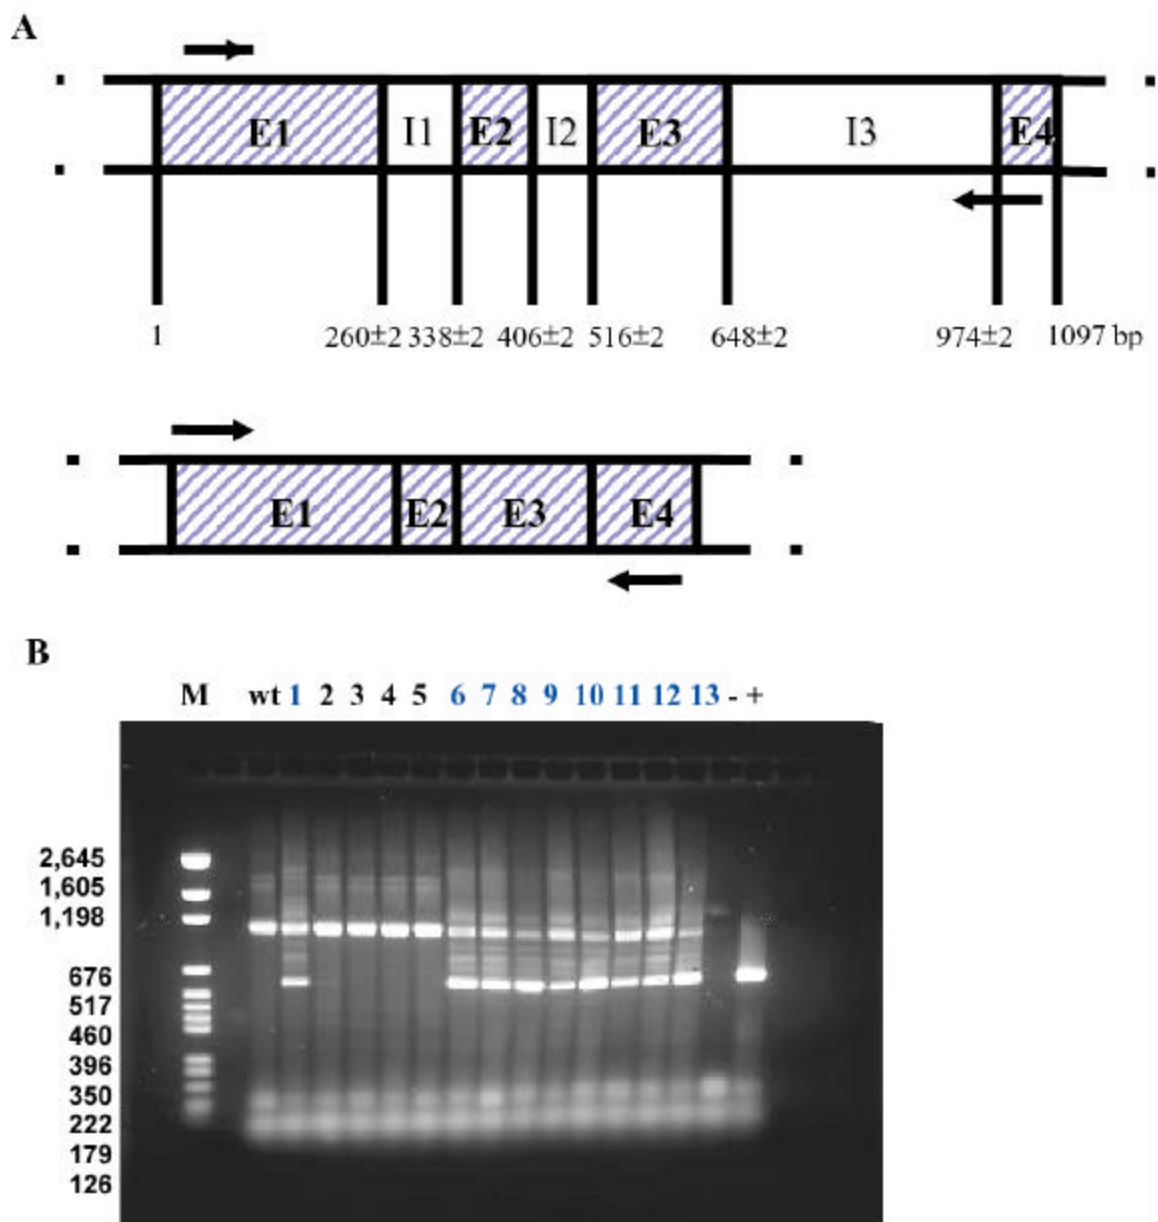 A
E1 I1 E2 I2 E3 I3 E4
1 260±2 338±2 406±2 516±2 648±2 974±2 1097 bp
E1 E2 E3 E4
B
M wt 1 2 3 4 5 6 7 8 9 10 11 12 13 - +
2,645
1,605
1,198
676
517
460
396
350
222
179
126